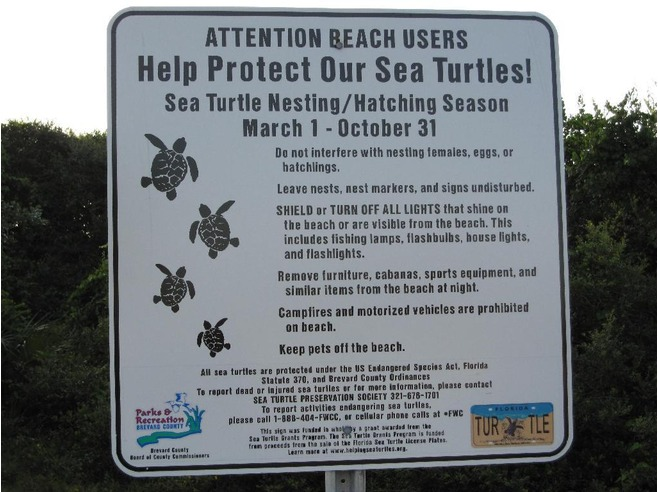 ATTENTION BEACH USERS
Help Protect Our Sea Turtles!
Sea Turtle Nesting/Hatching Season
March 1 - October 31
Do not interfere with nesting females, eggs, or
hatchlings.
Leave nests, nest markers, and signs undisturbed.
SHIELD or TURN OFF ALL LIGHTS that shine on
the beach or are visible from the beach. This
includes fishing lamps, flashbulbs, house lights,
and flashlights.
Remove furniture, cabanas, sports equipment, and
similar items from the beach at night.
Campfires and motorized vehicles are prohibited
on beach.
Keep pets off the beach.
All sea turtles are protected under the US Endangered Species Act, Florida
Statute 370, and Brevard County Ordinances
To report dead or injured sea turtles or for more information, please contact
SEA TURTLE PRESERVATION SOCIETY 321-676-1701
To report activities endangering sea turtles,
please call 1-888-404-FWCC, or cellular phone calls at *FWC
This sign was funded in whole by a grant awarded from the
Sea Turtle Grants Program. The Sea Turtle Grants Program is funded
from proceeds from the sale of the Florida Sea Turtle License Plates.
Learn more at www.helpingseaturtles.org.
Parks &
Recreation
BREVARD COUNTY
Brevard County
Board of County Commissioners
FLORIDA
TUR TLE